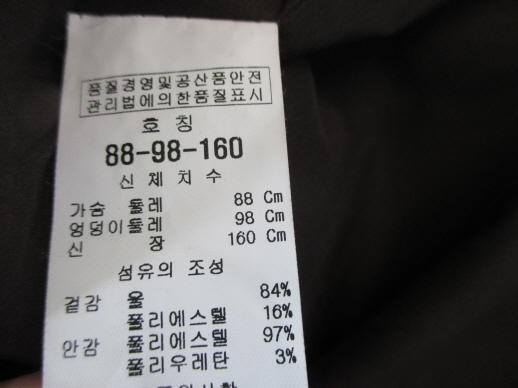 품질경영및공산품안전
관리법에의한품질표시
호 칭
88-98-160
신 체 치 수
가슴 둘레 88 Cm
엉덩이둘레 98 Cm
신 장 160 Cm
섬유의 조성
겉감 울 84%
폴리에스텔 16%
안감 폴리에스텔 97%
폴리우레탄 3%